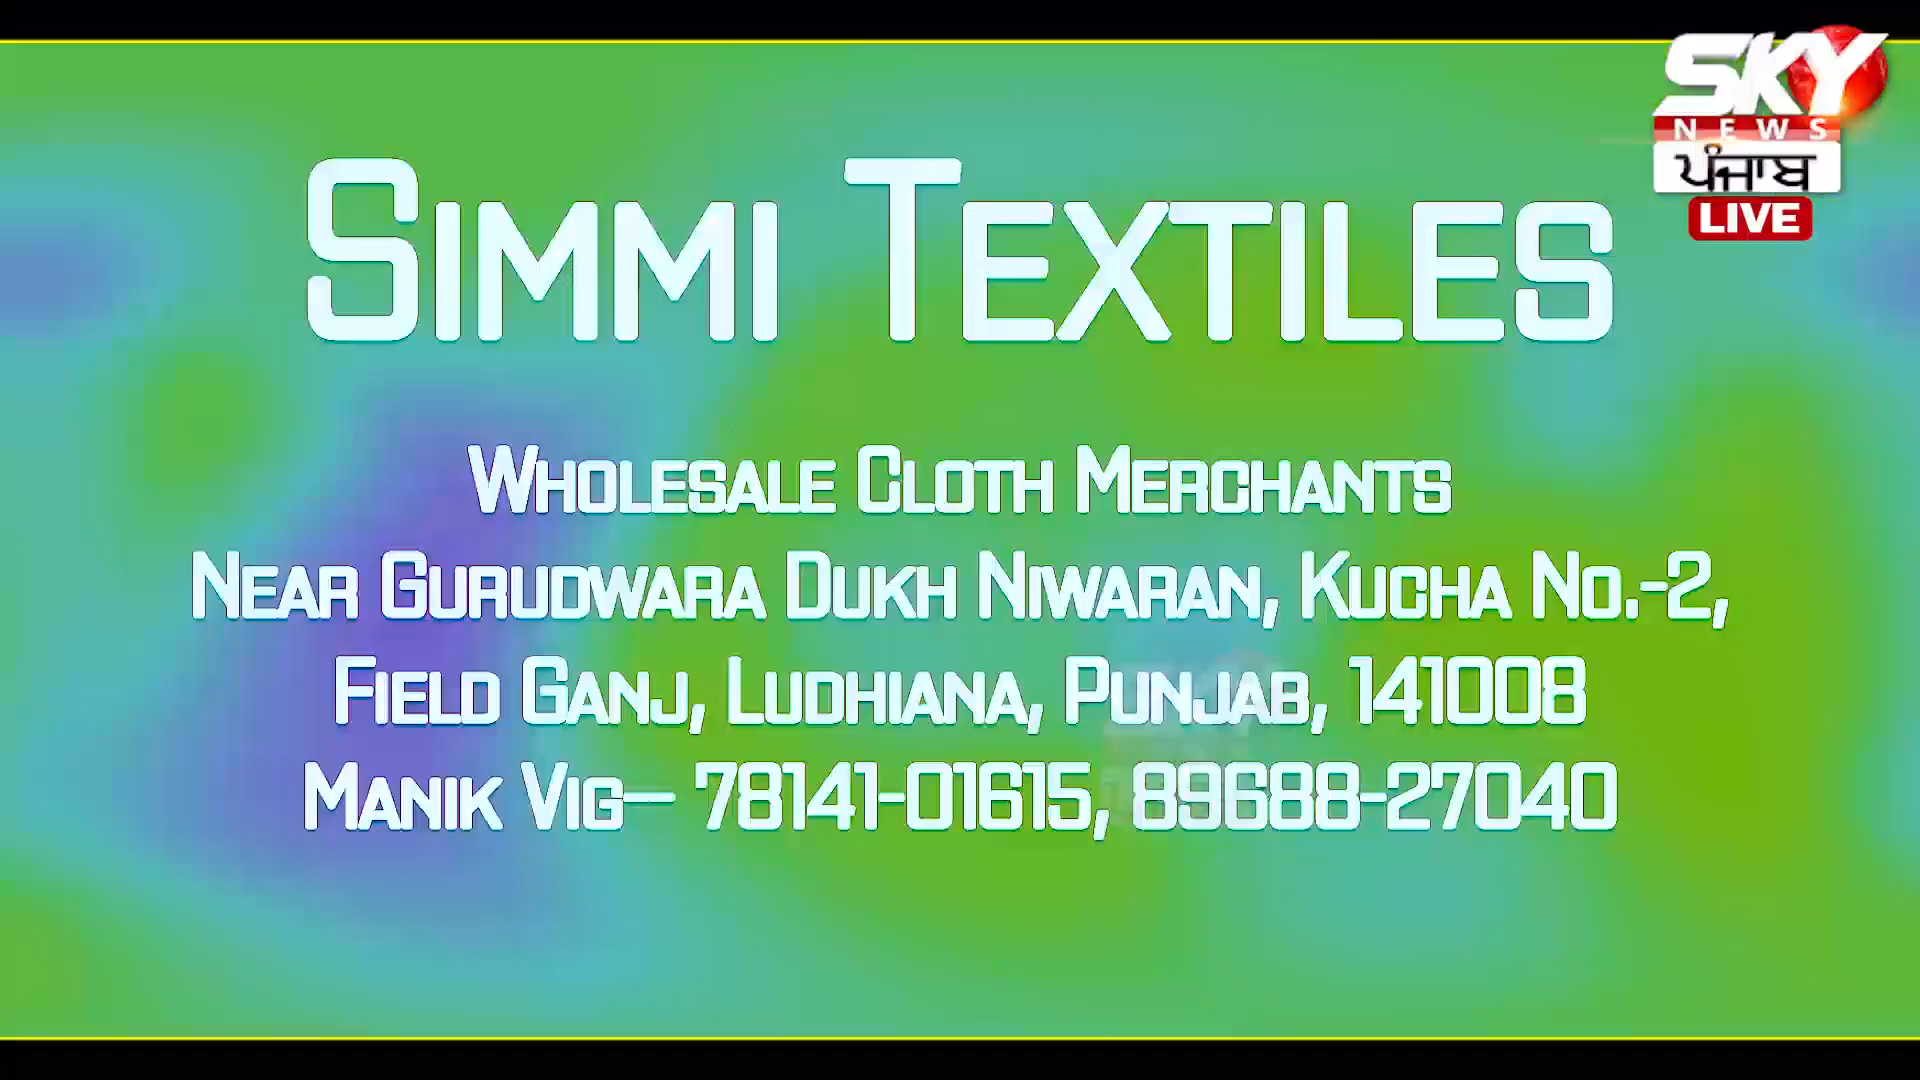 SKY
NEWS
ਪੰਜਾਬ
LIVE
SIMMI TEXTILES
WHOLESALE CLOTH MERCHANTS
NEAR GURUDWARA DUKH NIWARAN, KUCHA NO.-2,
FIELD GANJ, LUDHIANA, PUNJAB, 141008
MANIK VIG– 78141-01615, 89688-27040